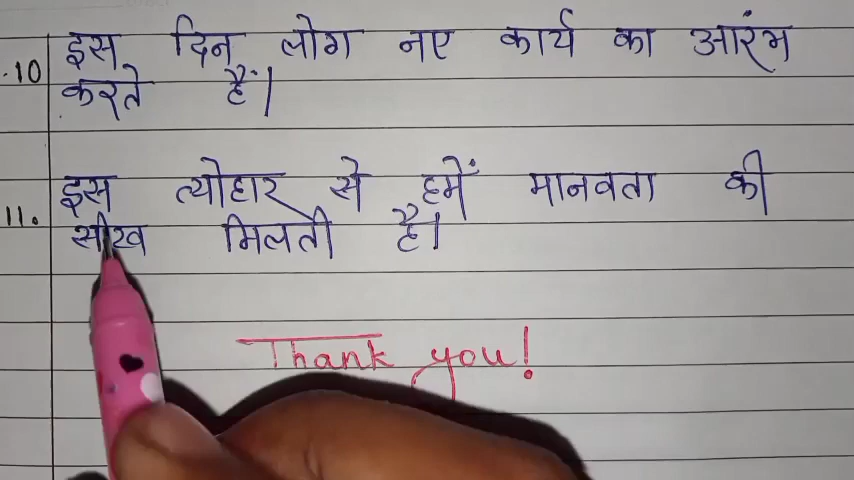 10 इस दिन लोग नए कार्य का आरंभ
करते हैं।
11. इस त्योहार से हमें मानवता की
सीख मिलती है।
Thank you!